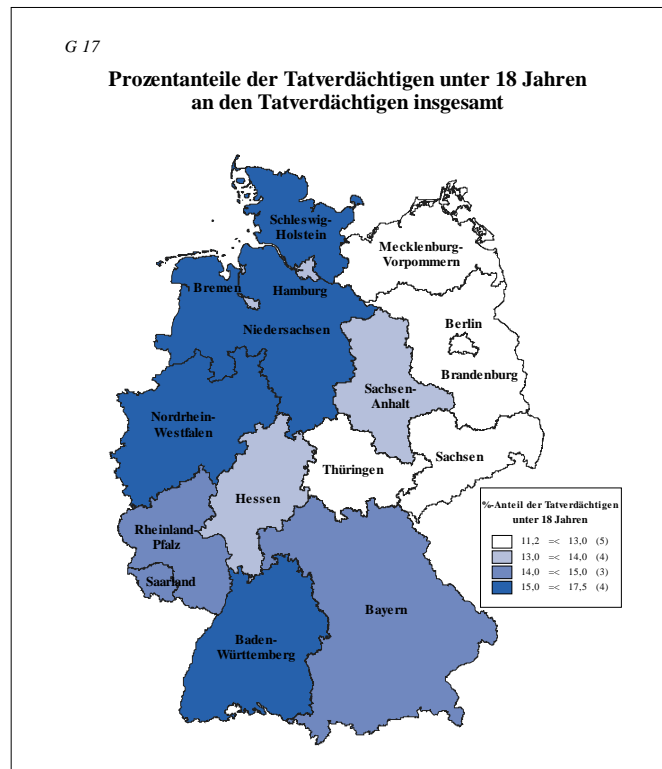 G 17
Prozentanteile der Tatverdächtigen unter 18 Jahren
an den Tatverdächtigen insgesamt
Schleswig-
Holstein
Mecklenburg-
Vorpommern
Bremen
Hamburg
Niedersachsen
Berlin
Brandenburg
Sachsen-
Anhalt
Nordrhein-
Westfalen
Sachsen
Thüringen
Hessen
Rheinland-
Pfalz
Saarland
Bayern
Baden-
Württemberg
%-Anteil der Tatverdächtigen
unter 18 Jahren
11,2 =< 13,0 (5)
13,0 =< 14,0 (4)
14,0 =< 15,0 (3)
15,0 =< 17,5 (4)